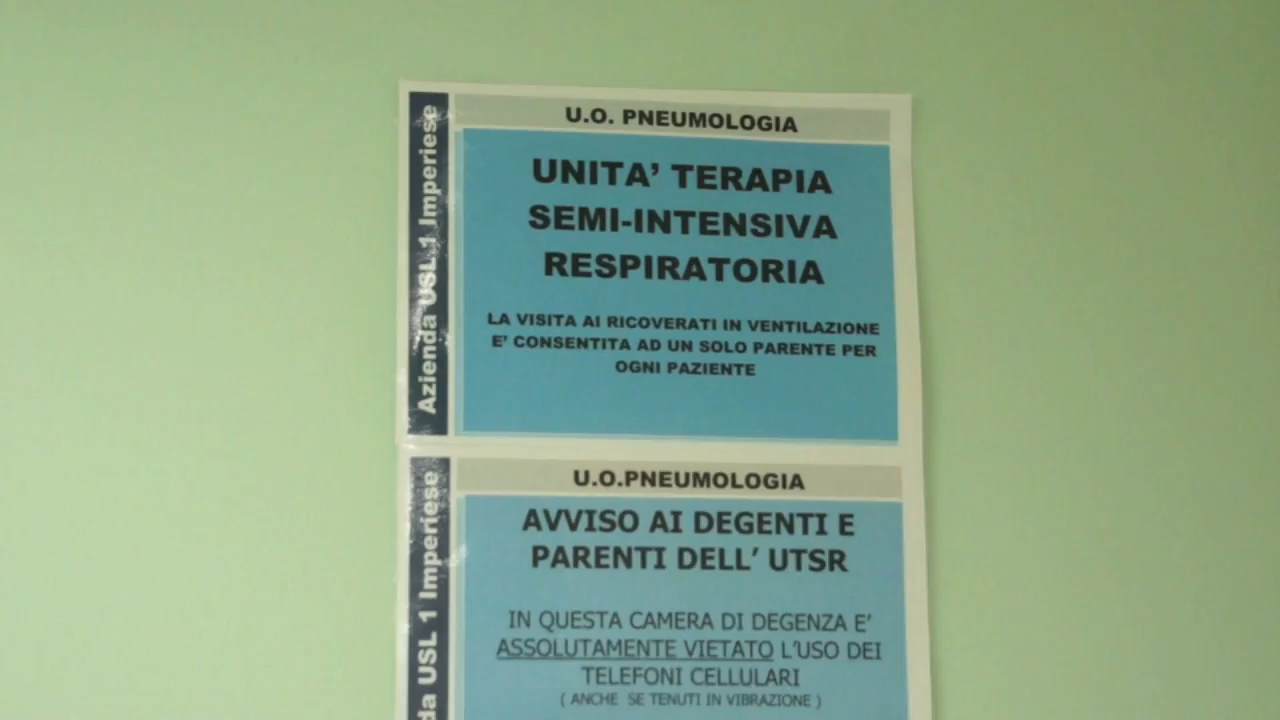 Azienda USL 1 Imperiese
U.O. PNEUMOLOGIA
UNITA' TERAPIA
SEMI-INTENSIVA
RESPIRATORIA
LA VISITA AI RICOVERATI IN VENTILAZIONE
E' CONSENTITA AD UN SOLO PARENTE PER
OGNI PAZIENTE
USL 1 Imperiese
U.O.PNEUMOLOGIA
AVVISO AI DEGENTI E
PARENTI DELL' UTSR
IN QUESTA CAMERA DI DEGENZA E'
ASSOLUTAMENTE VIETATO L'USO DEI
TELEFONI CELLULARI
( ANCHE SE TENUTI IN VIBRAZIONE )